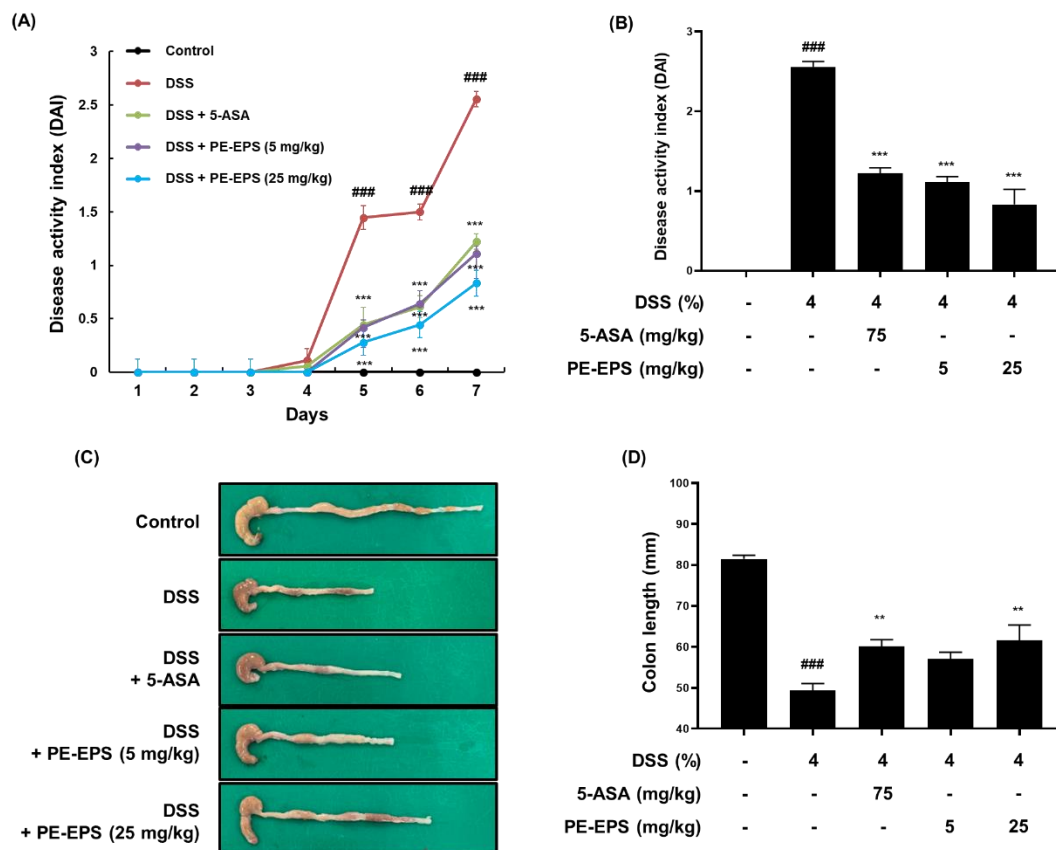 (A)
Disease activity index (DAI)
3
2.5
2
1.5
1
0.5
0
Control
DSS
DSS + 5-ASA
DSS + PE-EPS (5 mg/kg)
DSS + PE-EPS (25 mg/kg)
###
###
###
***
***
***
***
***
***
***
***
***
1 2 3 4 5 6 7
Days
(B)
Disease activity index (DAI)
3
2
1
0
###
***
***
***
DSS (%) - 4 4 4 4
5-ASA (mg/kg) - - 75 - -
PE-EPS (mg/kg) - - - 5 25
(C)
Control
DSS
DSS
+ 5-ASA
DSS
+ PE-EPS (5 mg/kg)
DSS
+ PE-EPS (25 mg/kg)
(D)
Colon length (mm)
100
90
80
70
60
50
40
###
**
**
DSS (%) - 4 4 4 4
5-ASA (mg/kg) - - 75 - -
PE-EPS (mg/kg) - - - 5 25